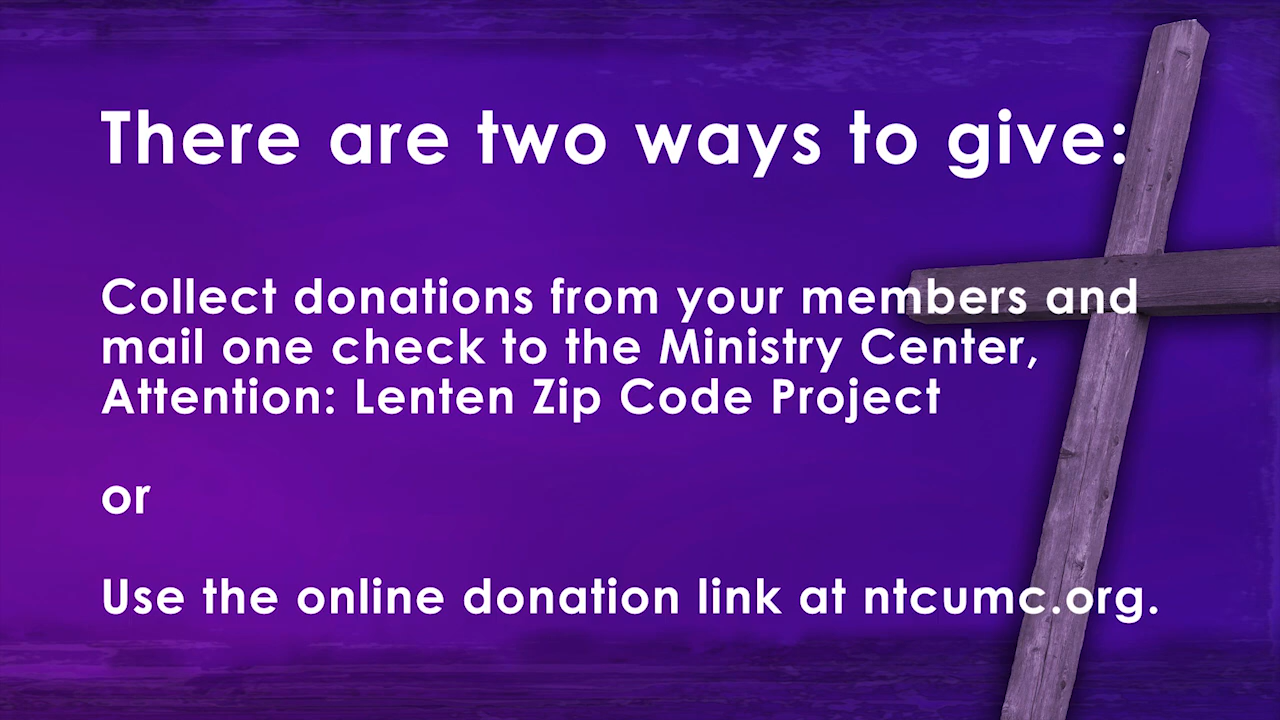 There are two ways to give:
Collect donations from your members and
mail one check to the Ministry Center,
Attention: Lenten Zip Code Project
or
Use the online donation link at ntcumc.org.